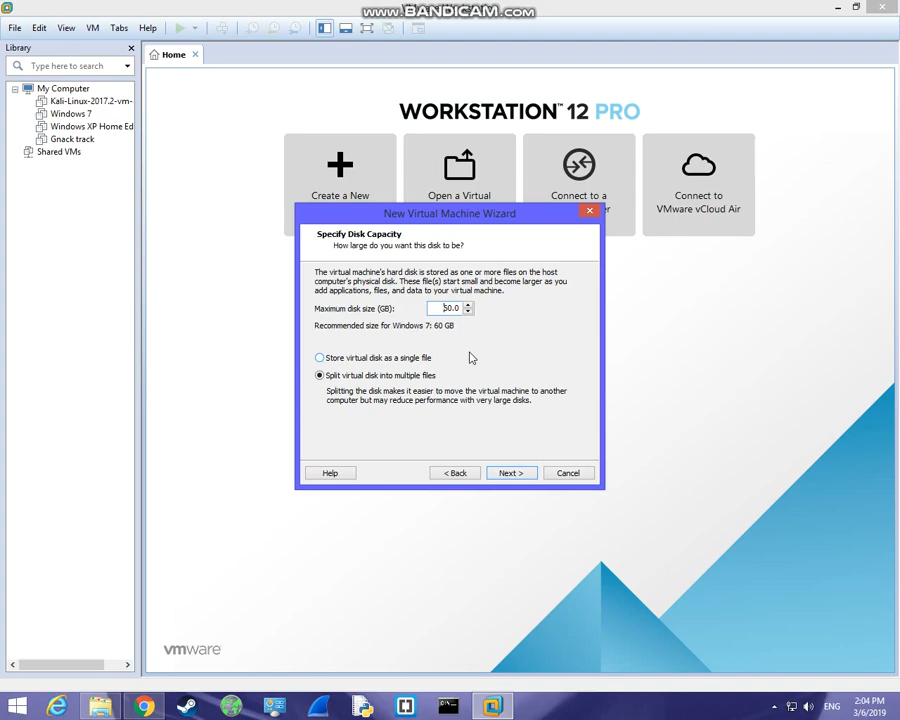 WWW.BANDICAM.COM
File Edit View VM Tabs Help
Library
Type here to search
Home
My Computer
Kali-Linux-2017.2-vm-
Windows 7
Windows XP Home Ed
Gnack track
Shared VMs
WORKSTATION™ 12 PRO
Create a New
Open a Virtual
Connect to a
Connect to
VMware vCloud Air
er
New Virtual Machine Wizard
Specify Disk Capacity
How large do you want this disk to be?
The virtual machine's hard disk is stored as one or more files on the host
computer's physical disk. These file(s) start small and become larger as you
add applications, files, and data to your virtual machine.
Maximum disk size (GB):
Recommended size for Windows 7: 60 GB
Store virtual disk as a single file
Split virtual disk into multiple files
Splitting the disk makes it easier to move the virtual machine to another
computer but may reduce performance with very large disks.
Help
< Back
Next >
Cancel
vmware
ENG
2:04 PM
3/6/2019